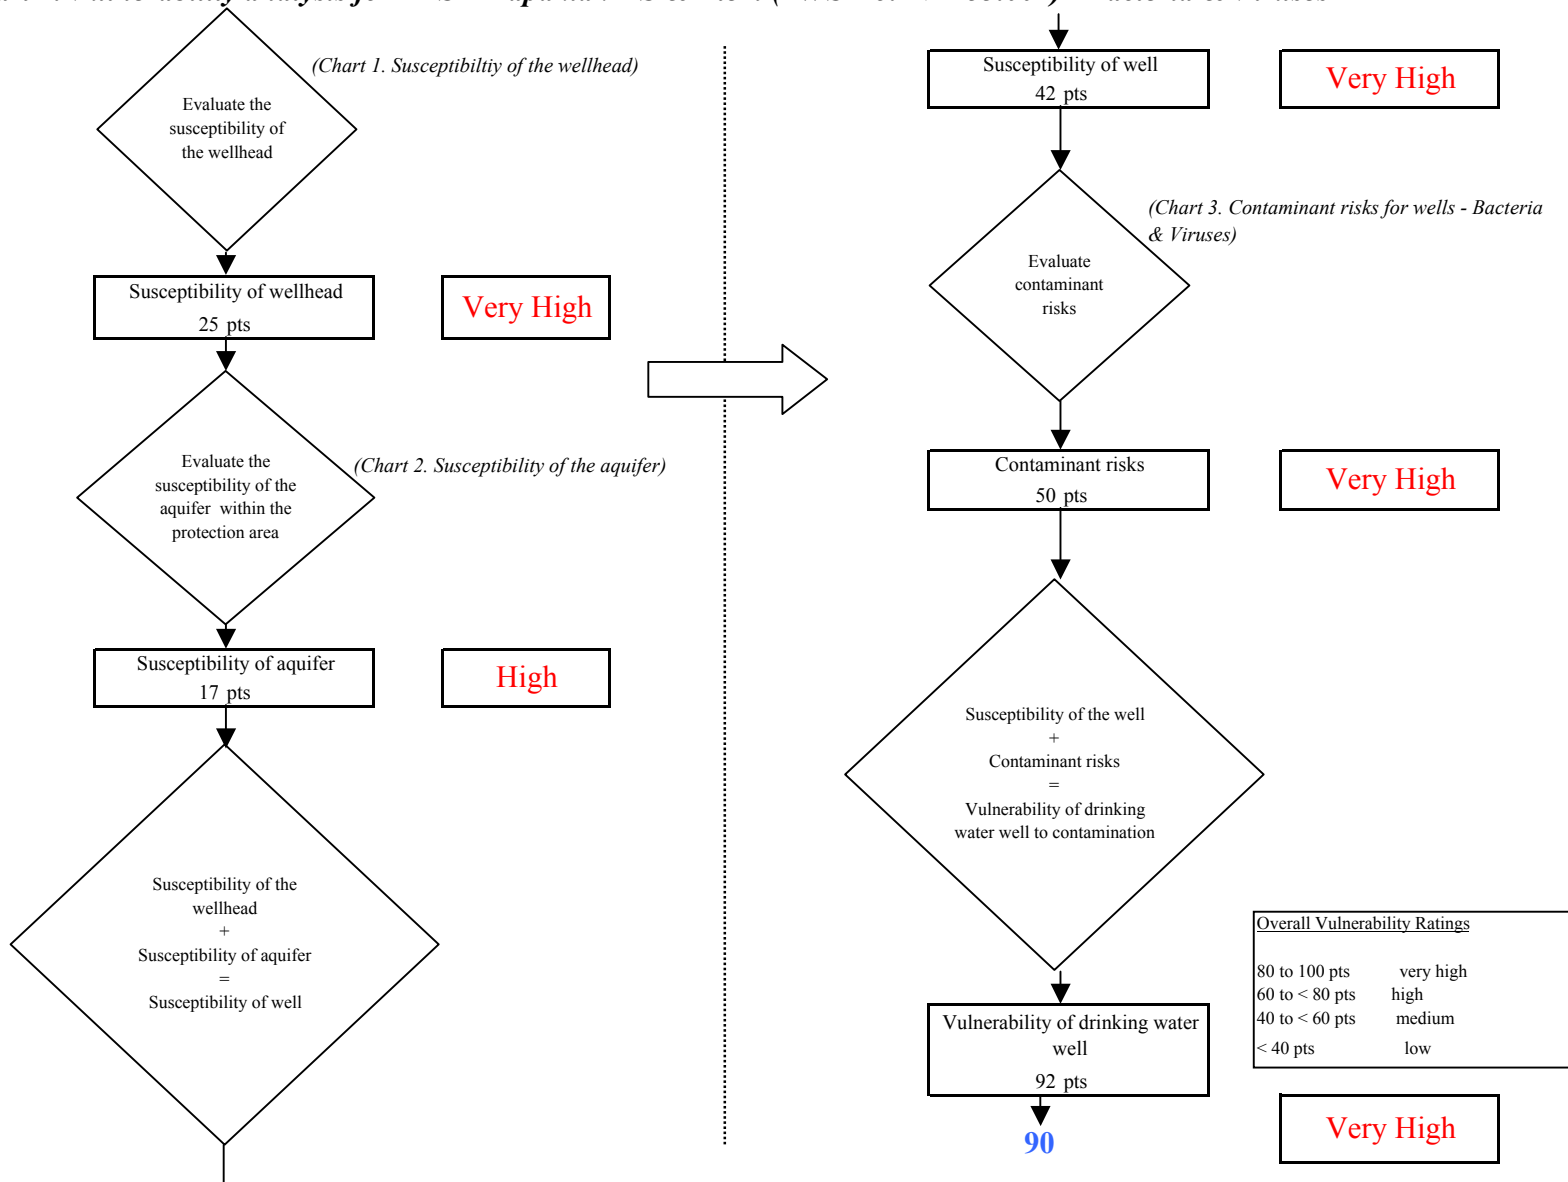 (Chart 1. Susceptibiltiy of the wellhead)
Evaluate the
susceptibility of
the wellhead
Susceptibility of wellhead
25 pts
Very High
Evaluate the
susceptibility of the
aquifer within the
protection area
(Chart 2. Susceptibility of the aquifer)
Susceptibility of aquifer
17 pts
High
Susceptibility of the
wellhead
+
Susceptibility of aquifer
=
Susceptibility of well
Susceptibility of well
42 pts
Very High
(Chart 3. Contaminant risks for wells - Bacteria
& Viruses)
Evaluate
contaminant
risks
Contaminant risks
50 pts
Very High
Susceptibility of the well
+
Contaminant risks
=
Vulnerability of drinking
water well to contamination
Overall Vulnerability Ratings
80 to 100 pts very high
60 to < 80 pts high
40 to < 60 pts medium
< 40 pts low
Vulnerability of drinking water
well
92 pts
90
Very High